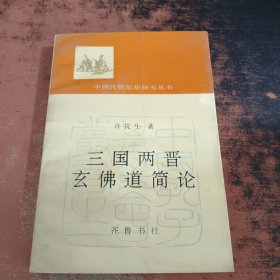 中国传统思想研究丛书
许抗生 著
三国两晋
玄佛道简论
齐鲁书社